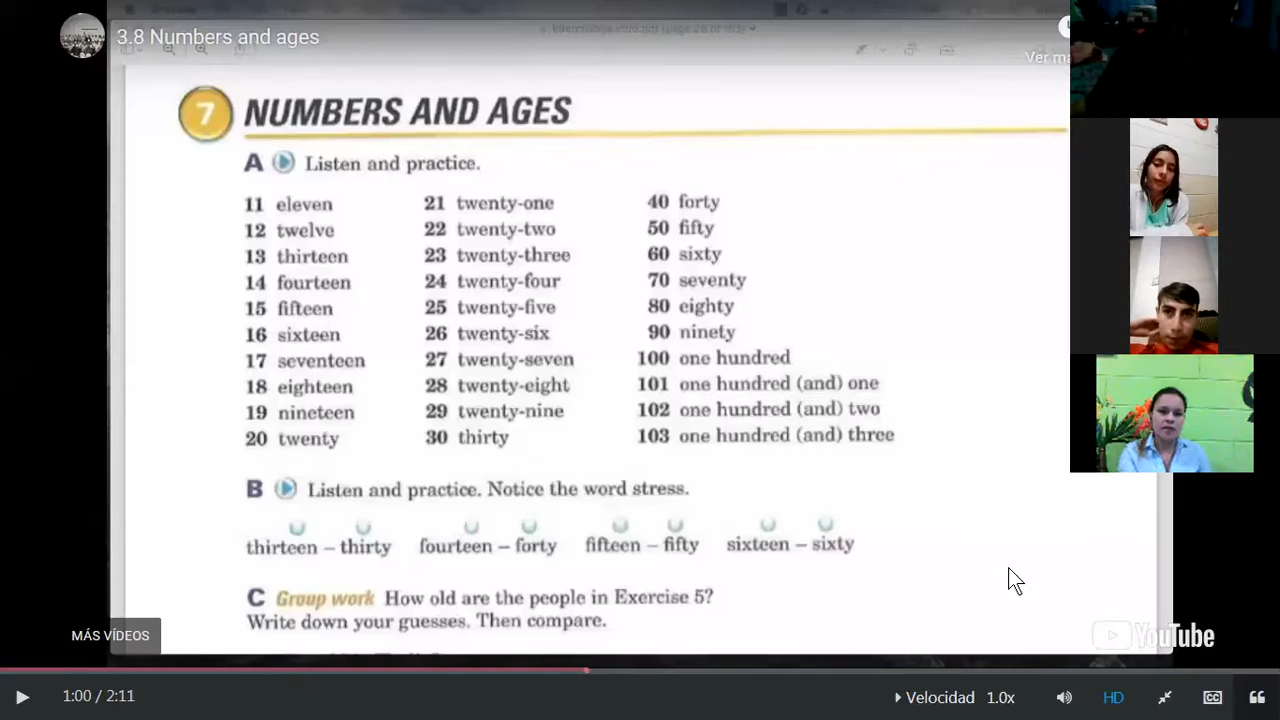 3.8 Numbers and ages
7 NUMBERS AND AGES
A Listen and practice.
11 eleven
12 twelve
13 thirteen
14 fourteen
15 fifteen
16 sixteen
17 seventeen
18 eighteen
19 nineteen
20 twenty
21 twenty-one
22 twenty-two
23 twenty-three
24 twenty-four
25 twenty-five
26 twenty-six
27 twenty-seven
28 twenty-eight
29 twenty-nine
30 thirty
40 forty
50 fifty
60 sixty
70 seventy
80 eighty
90 ninety
100 one hundred
101 one hundred (and) one
102 one hundred (and) two
103 one hundred (and) three
B Listen and practice. Notice the word stress.
thirteen – thirty fourteen – forty fifteen – fifty sixteen – sixty
C Group work How old are the people in Exercise 5?
Write down your guesses. Then compare.
Ver
MÁS VÍDEOS
YouTube
1:00 / 2:11
Velocidad 1.0x
HD
CC